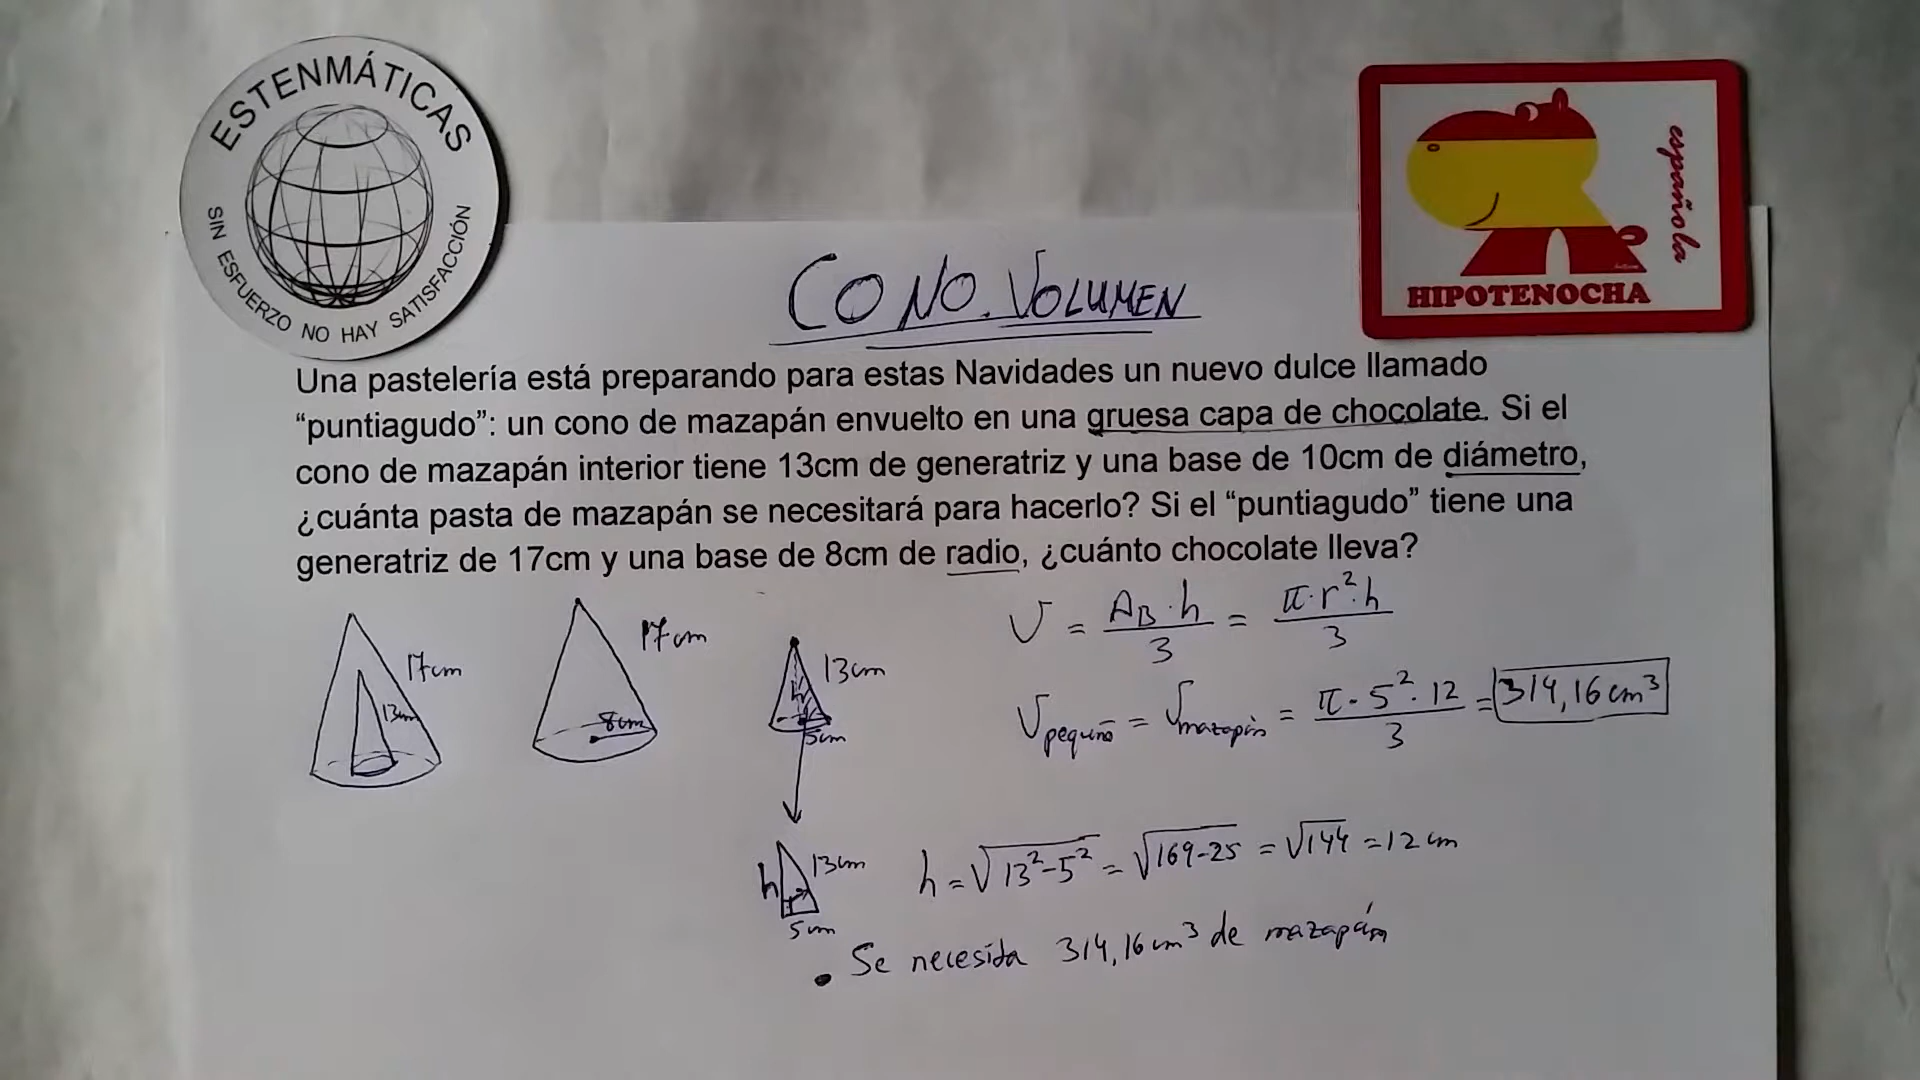 ESTENMÁTICAS
SIN ESFUERZO NO HAY SATISFACCIÓN
española
HIPOTENOCHA
CONO. VOLUMEN
Una pastelería está preparando para estas Navidades un nuevo dulce llamado
“puntiagudo”: un cono de mazapán envuelto en una gruesa capa de chocolate. Si el
cono de mazapán interior tiene 13cm de generatriz y una base de 10cm de diámetro,
¿cuánta pasta de mazapán se necesitará para hacerlo? Si el “puntiagudo” tiene una
generatriz de 17cm y una base de 8cm de radio, ¿cuánto chocolate lleva?
17cm
13cm
17cm
8cm
13cm
h
5cm
V = AB·h/3 = π·r²·h/3
Vpequeño = Vmazapán = π·5²·12/3 = 314,16 cm³
h
13cm
5cm
h = √13²-5² = √169-25 = √144 = 12 cm
• Se necesita 314,16 cm³ de mazapán